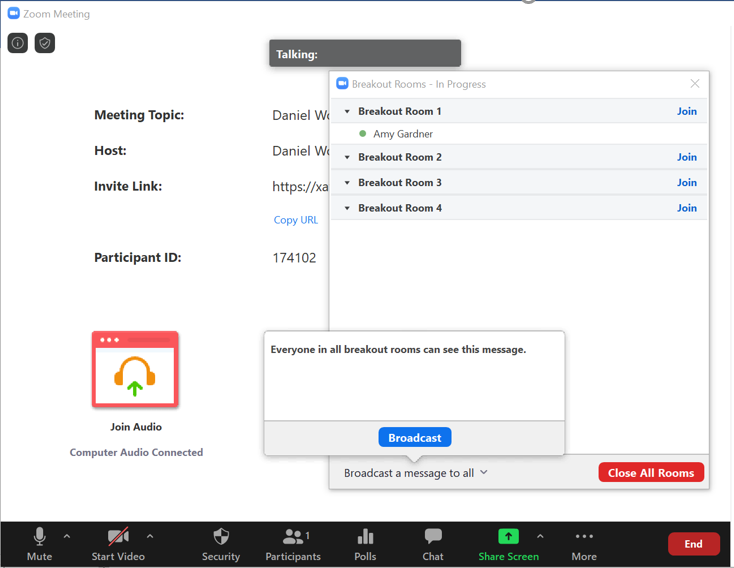 Zoom Meeting
Talking:
Breakout Rooms - In Progress
Meeting Topic:
Daniel
Breakout Room 1
Join
Amy Gardner
Host:
Daniel
Breakout Room 2
Join
Invite Link:
https://xa
Breakout Room 3
Join
Breakout Room 4
Join
Copy URL
Participant ID:
174102
Everyone in all breakout rooms can see this message.
Broadcast
Join Audio
Computer Audio Connected
Broadcast a message to all
Close All Rooms
Mute
Start Video
Security
Participants
1
Polls
Chat
Share Screen
More
End